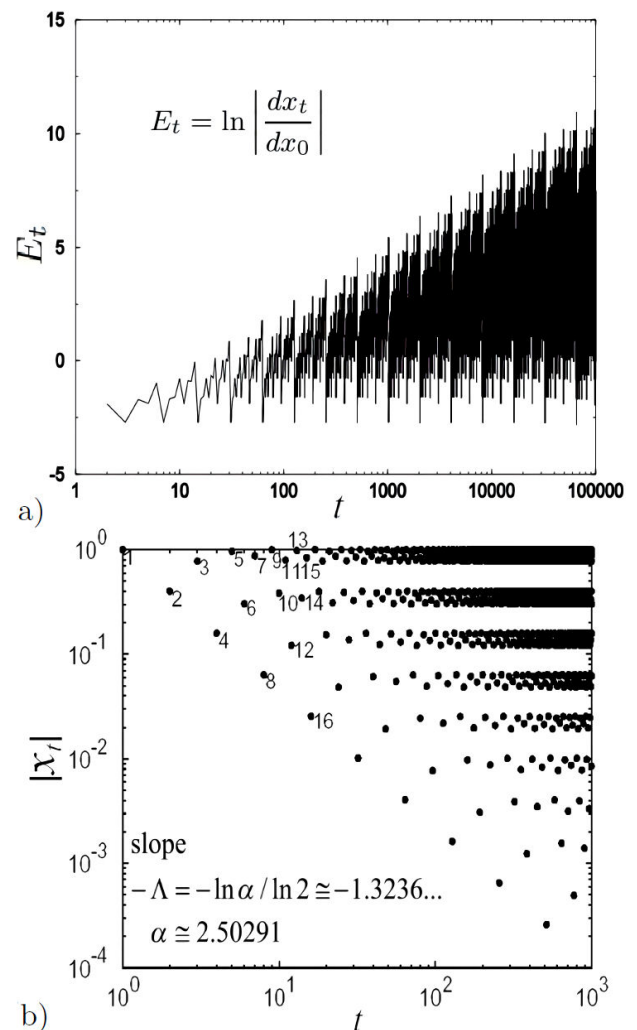 15
10
5
0
-5
E_t
E_t = ln |dx_t/dx_0|
1 10 100 1000 10000 100000
t
a)
10^0
10^-1
10^-2
10^-3
10^-4
|x_t|
1 3 5 7 9 11 13 15
2 6 10 14
4 12
8
16
slope
-Λ = -ln α / ln 2 ≅ -1.3236...
α ≅ 2.50291
10^0 10^1 10^2 10^3
t
b)